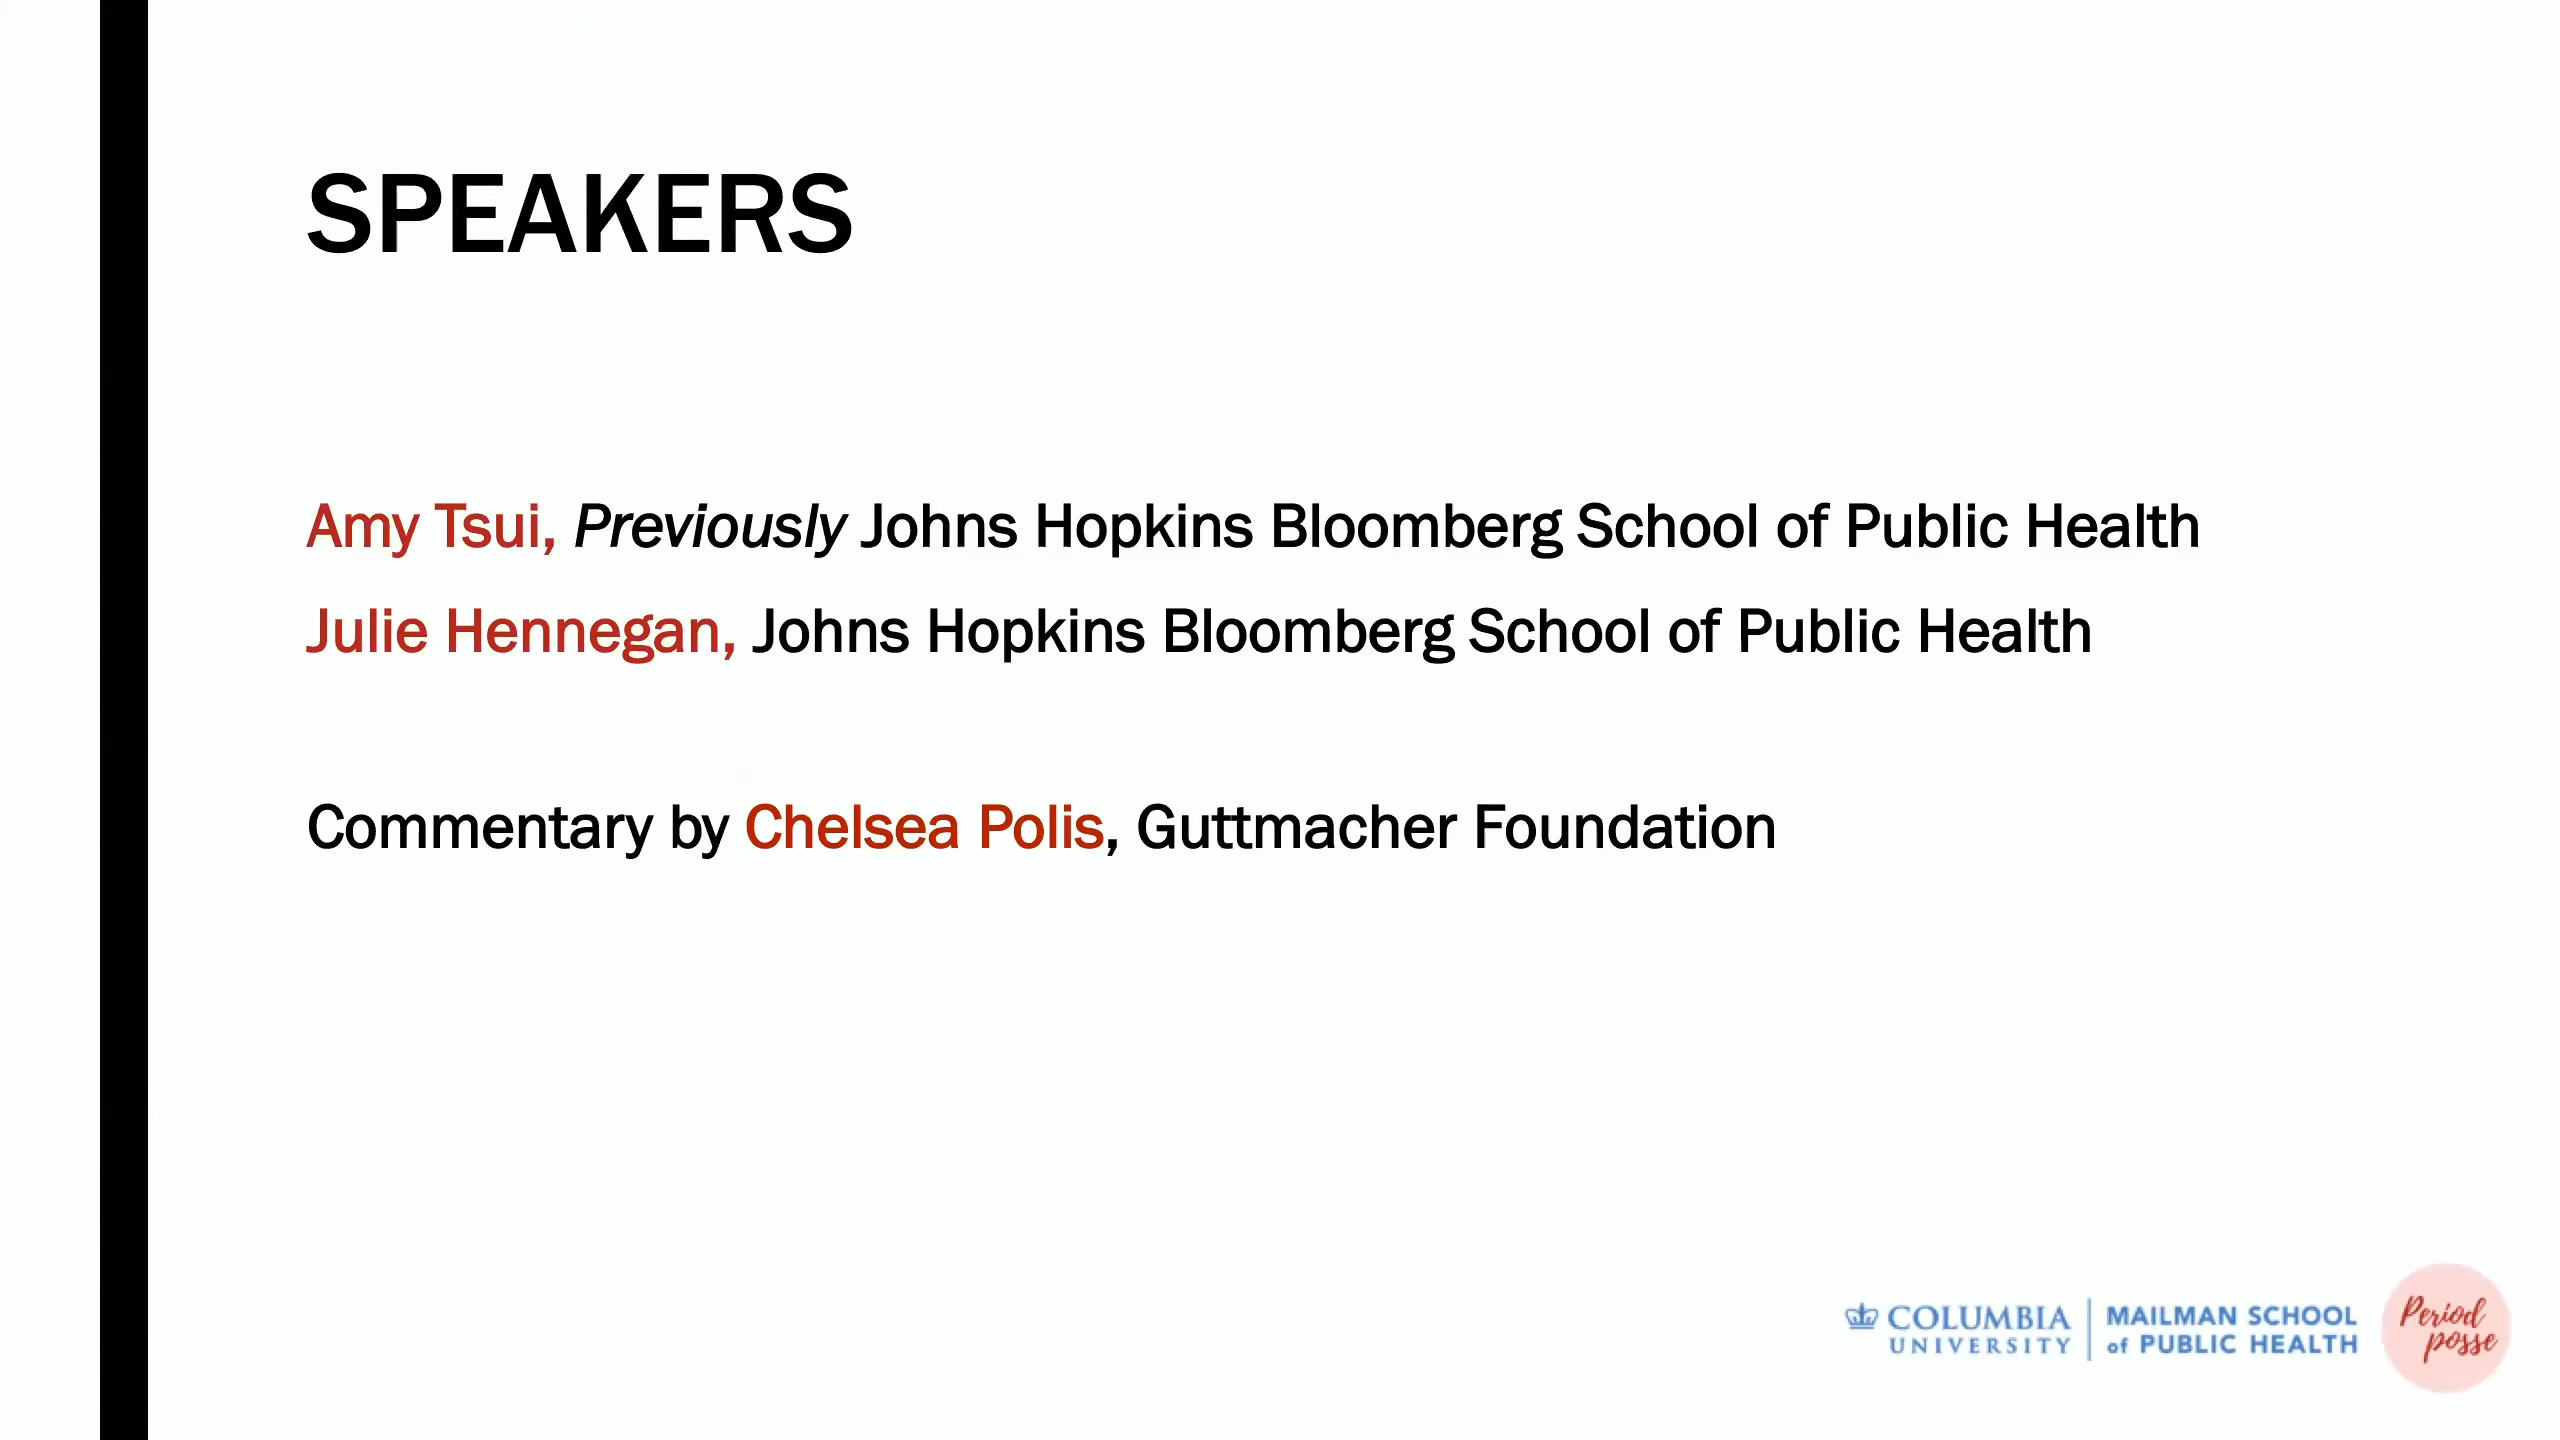 SPEAKERS
Amy Tsui, Previously Johns Hopkins Bloomberg School of Public Health
Julie Hennegan, Johns Hopkins Bloomberg School of Public Health
Commentary by Chelsea Polis, Guttmacher Foundation
COLUMBIA
UNIVERSITY
MAILMAN SCHOOL
of PUBLIC HEALTH
Period
posse